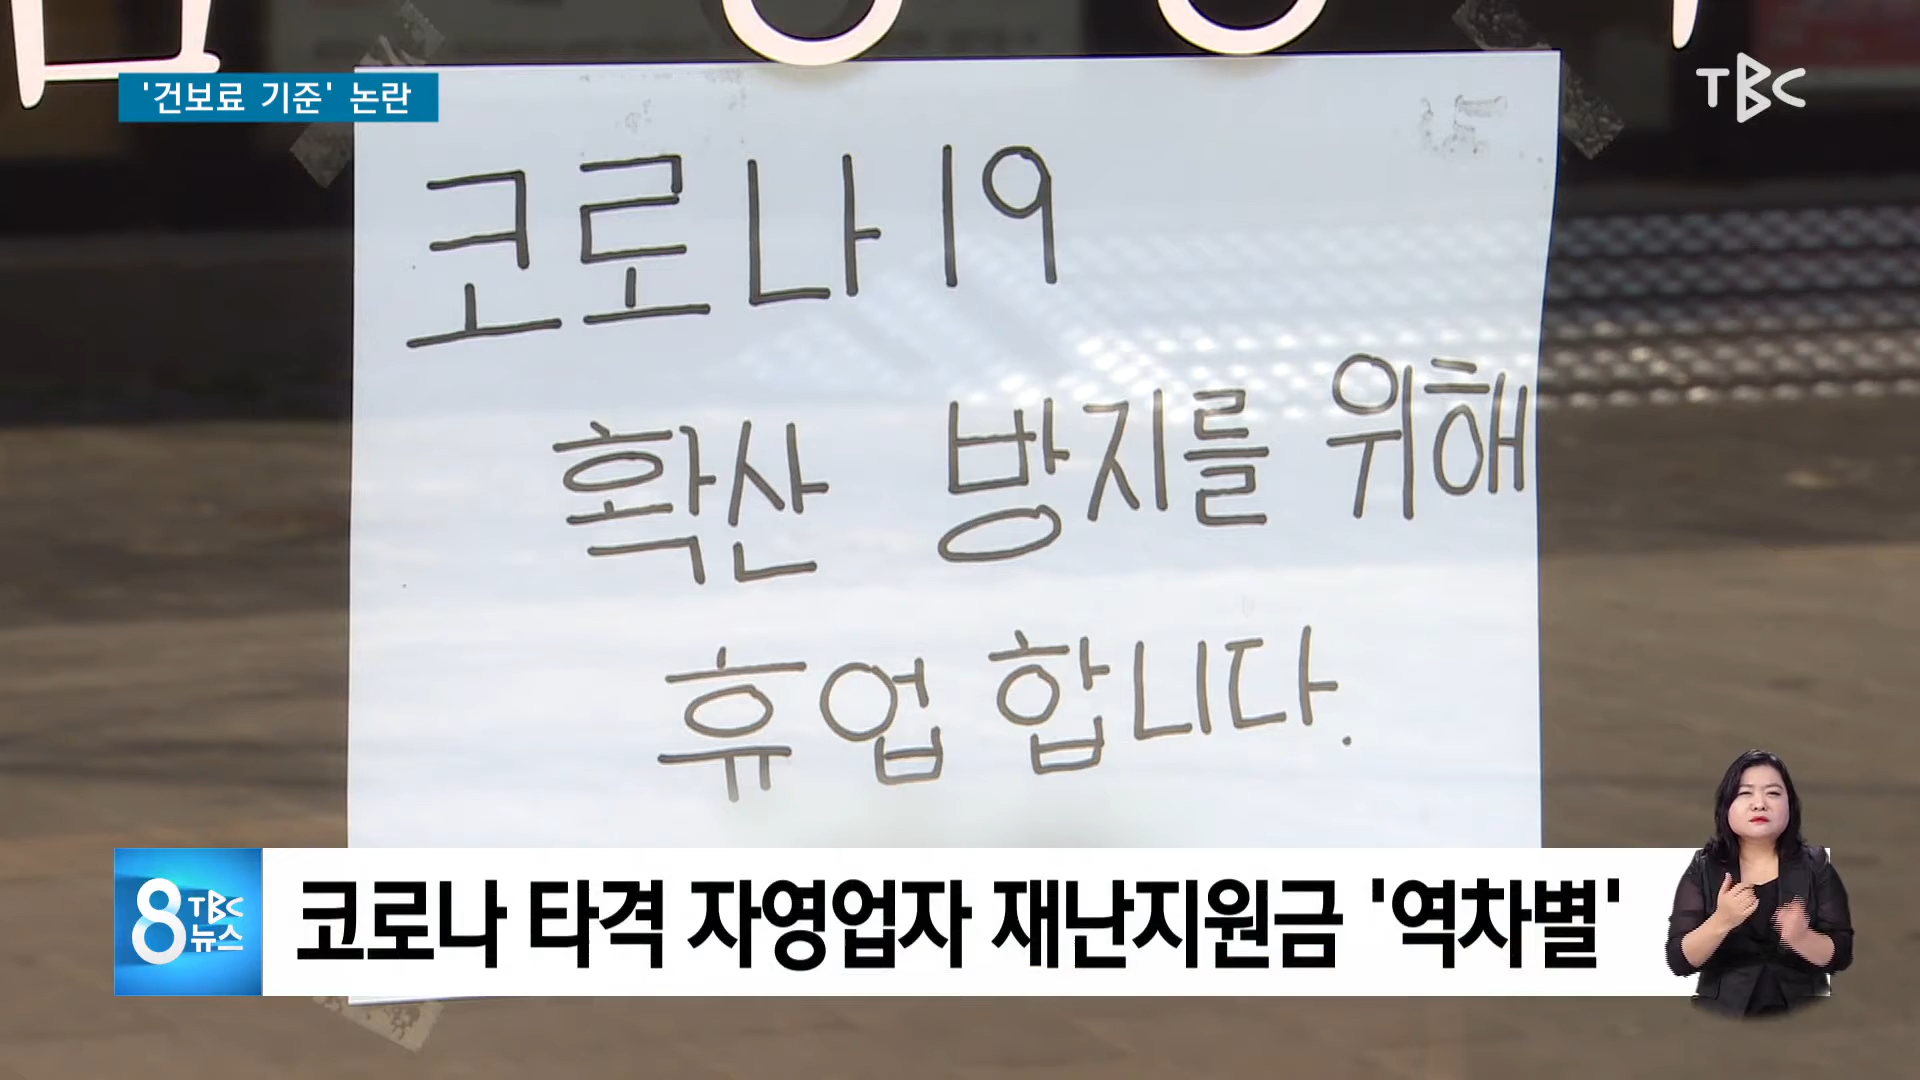 '건보료 기준' 논란
TBC
코로나19
확산 방지를 위해
휴업합니다.
8 TBC 뉴스
코로나 타격 자영업자 재난지원금 '역차별'